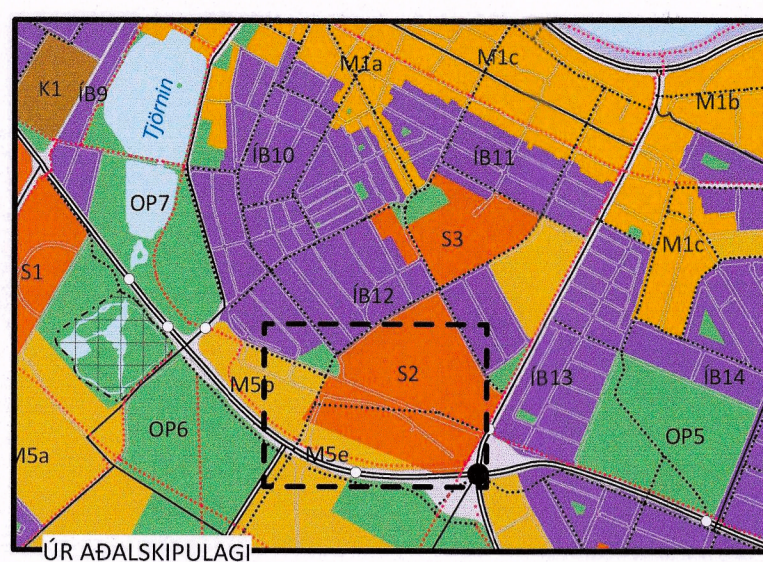 M1a
M1c
K1
ÍB9
Tjörnin
M1b
ÍB10
ÍB11
OP7
S3
M1c
S1
ÍB12
S2
M5b
ÍB13
ÍB14
OP6
OP5
M5e
M5a
ÚR AÐALSKIPULAGI